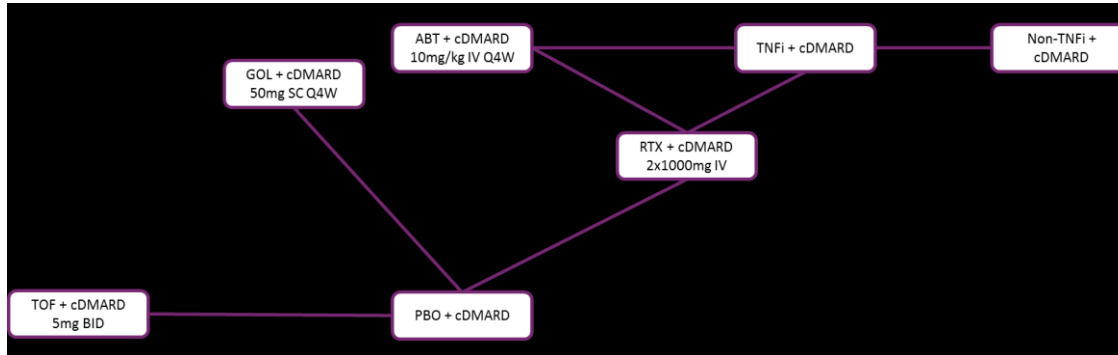 ABT + cDMARD
10mg/kg IV Q4W
TNFi + cDMARD
Non-TNFi +
cDMARD
GOL + cDMARD
50mg SC Q4W
RTX + cDMARD
2x1000mg IV
TOF + cDMARD
5mg BID
PBO + cDMARD